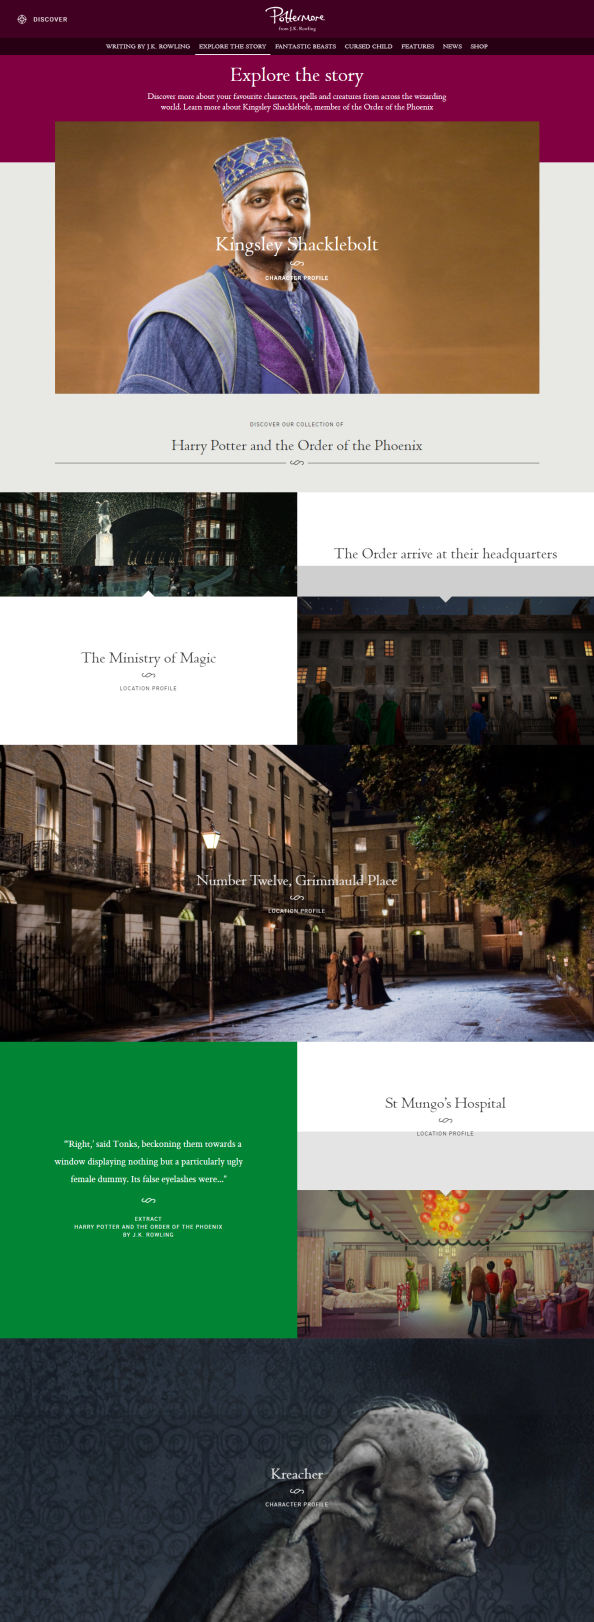 DISCOVER
Pottermore
from J.K. Rowling
WRITING BY J.K. ROWLING EXPLORE THE STORY FANTASTIC BEASTS CURSED CHILD FEATURES NEWS SHOP
Explore the story
Discover more about your favourite characters, spells and creatures from across the wizarding
world. Learn more about Kingsley Shacklebolt, member of the Order of the Phoenix
Kingsley Shacklebolt
CHARACTER PROFILE
DISCOVER OUR COLLECTION OF
Harry Potter and the Order of the Phoenix
The Order arrive at their headquarters
The Ministry of Magic
LOCATION PROFILE
Number Twelve, Grimmauld Place
LOCATION PROFILE
St Mungo's Hospital
LOCATION PROFILE
"'Right,' said Tonks, beckoning them towards a
window displaying nothing but a particularly ugly
female dummy. Its false eyelashes were..."
EXTRACT
HARRY POTTER AND THE ORDER OF THE PHOENIX
BY J.K. ROWLING
Kreacher
CHARACTER PROFILE